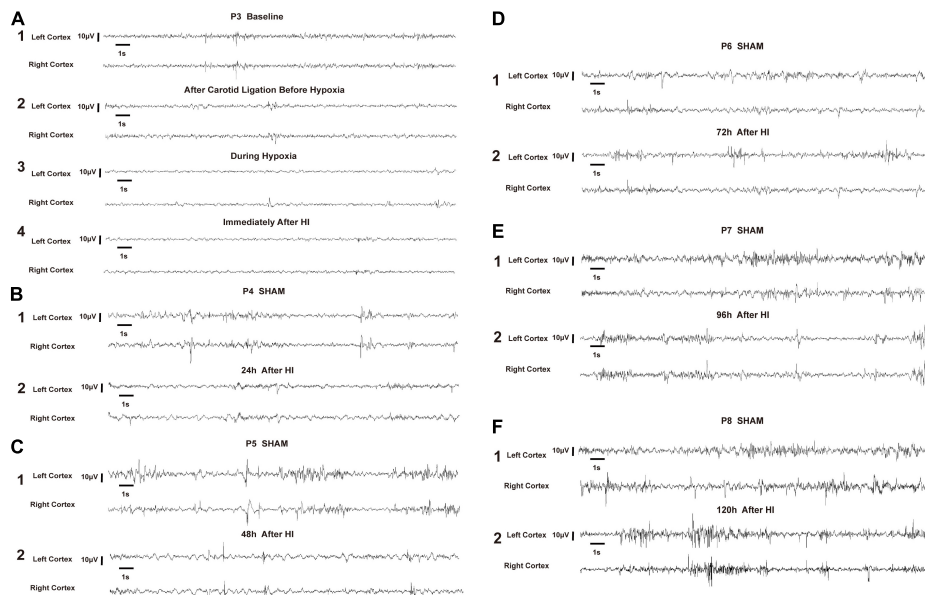 A
P3 Baseline
1 Left Cortex 10μV
1s
Right Cortex
After Carotid Ligation Before Hypoxia
2 Left Cortex 10μV
1s
Right Cortex
During Hypoxia
3 Left Cortex 10μV
1s
Right Cortex
Immediately After HI
4 Left Cortex 10μV
1s
Right Cortex
B
P4 SHAM
1 Left Cortex 10μV
1s
Right Cortex
24h After HI
2 Left Cortex 10μV
1s
Right Cortex
C
P5 SHAM
1 Left Cortex 10μV
1s
Right Cortex
48h After HI
2 Left Cortex 10μV
1s
Right Cortex
D
P6 SHAM
1 Left Cortex 10μV
1s
Right Cortex
72h After HI
2 Left Cortex 10μV
1s
Right Cortex
E
P7 SHAM
1 Left Cortex 10μV
1s
Right Cortex
96h After HI
2 Left Cortex 10μV
1s
Right Cortex
F
P8 SHAM
1 Left Cortex 10μV
1s
Right Cortex
120h After HI
2 Left Cortex 10μV
1s
Right Cortex